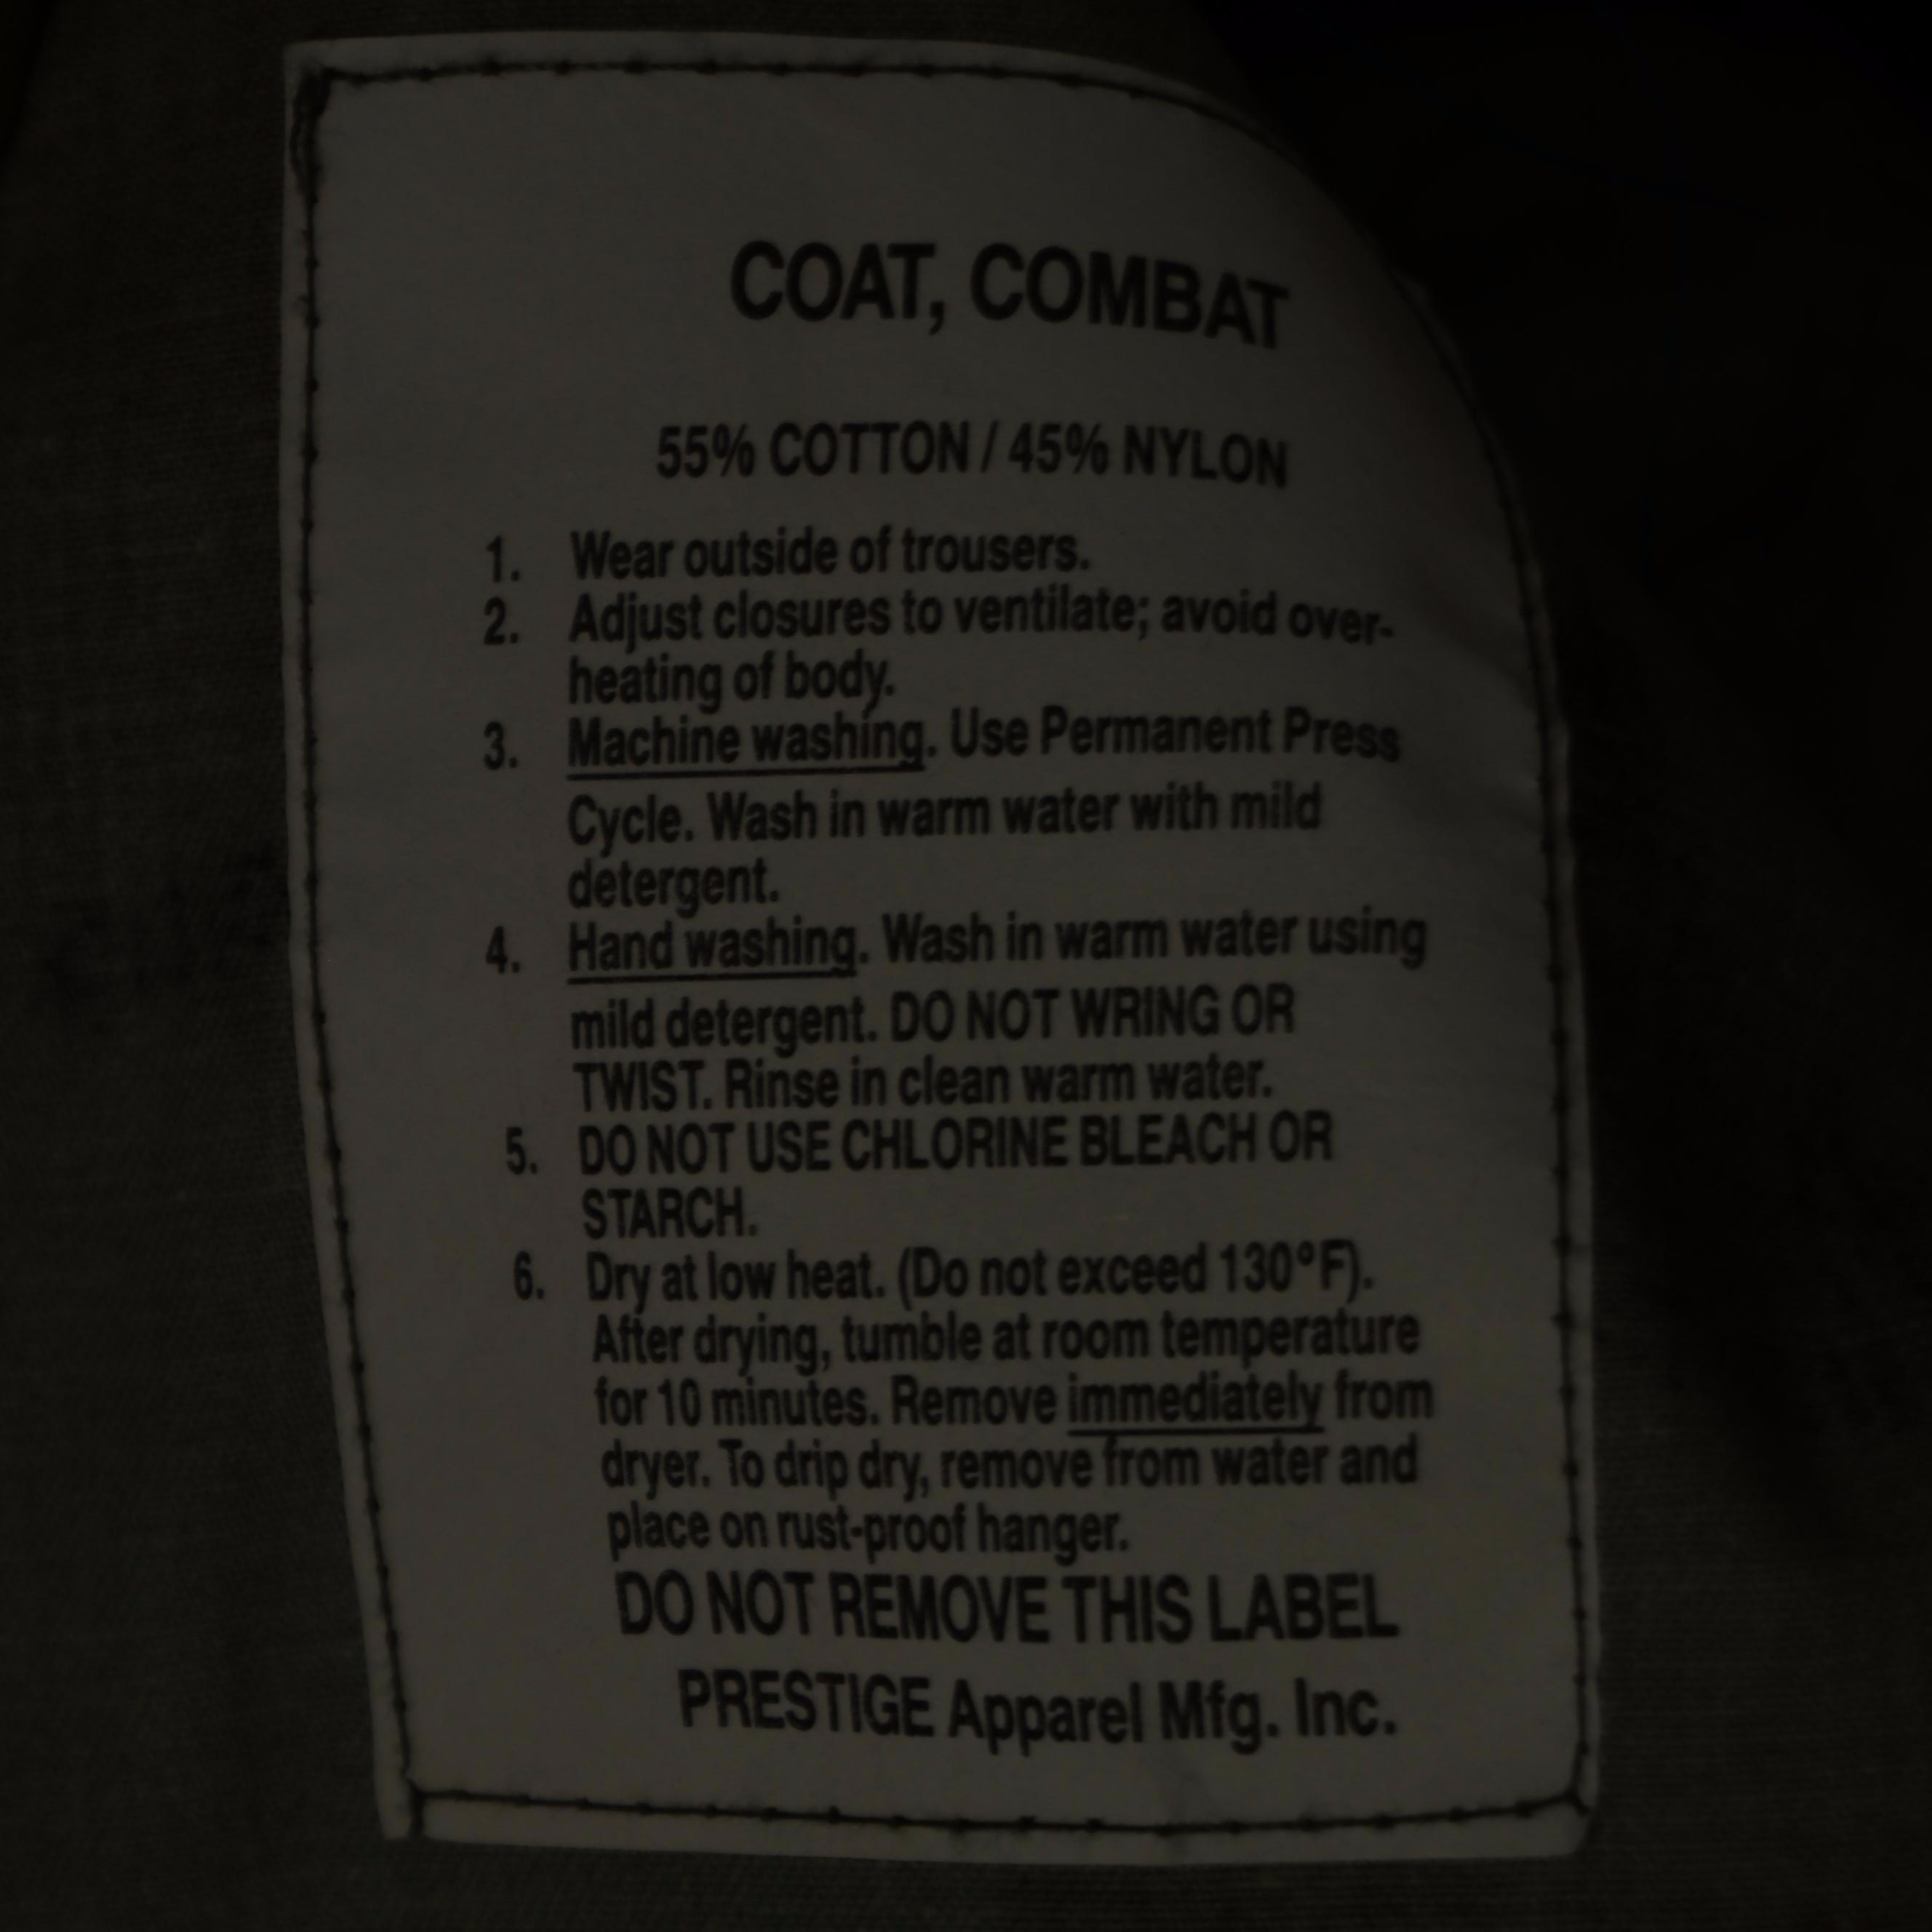 COAT, COMBAT
55% COTTON / 45% NYLON
1. Wear outside of trousers.
2. Adjust closures to ventilate; avoid over-
heating of body.
3. Machine washing. Use Permanent Press
Cycle. Wash in warm water with mild
detergent.
4. Hand washing. Wash in warm water using
mild detergent. DO NOT WRING OR
TWIST. Rinse in clean warm water.
5. DO NOT USE CHLORINE BLEACH OR
STARCH.
6. Dry at low heat. (Do not exceed 130°F).
After drying, tumble at room temperature
for 10 minutes. Remove immediately from
dryer. To drip dry, remove from water and
place on rust-proof hanger.
DO NOT REMOVE THIS LABEL
PRESTIGE Apparel Mfg. Inc.